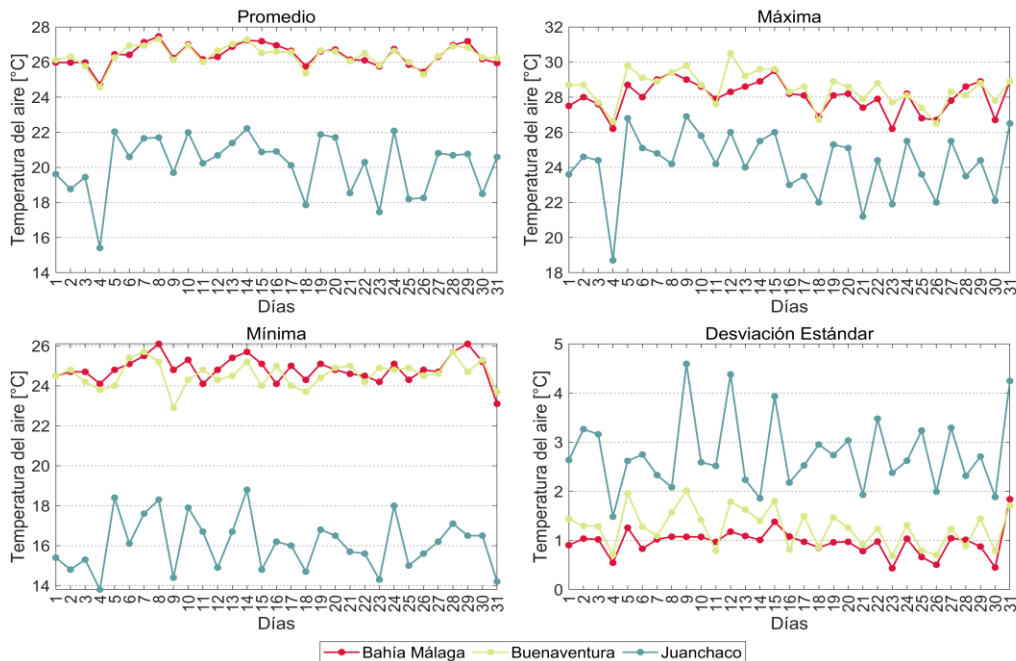 Promedio
Temperatura del aire [°C]
28
26
24
22
20
18
16
14
1 2 3 4 5 6 7 8 9 10 11 12 13 14 15 16 17 18 19 20 21 22 23 24 25 26 27 28 29 30 31
Días
Máxima
Temperatura del aire [°C]
32
30
28
26
24
22
20
18
1 2 3 4 5 6 7 8 9 10 11 12 13 14 15 16 17 18 19 20 21 22 23 24 25 26 27 28 29 30 31
Días
Mínima
Temperatura del aire [°C]
26
24
22
20
18
16
14
1 2 3 4 5 6 7 8 9 10 11 12 13 14 15 16 17 18 19 20 21 22 23 24 25 26 27 28 29 30 31
Días
Desviación Estándar
Temperatura del aire [°C]
5
4
3
2
1
0
1 2 3 4 5 6 7 8 9 10 11 12 13 14 15 16 17 18 19 20 21 22 23 24 25 26 27 28 29 30 31
Días
Bahía Málaga Buenaventura Juanchaco